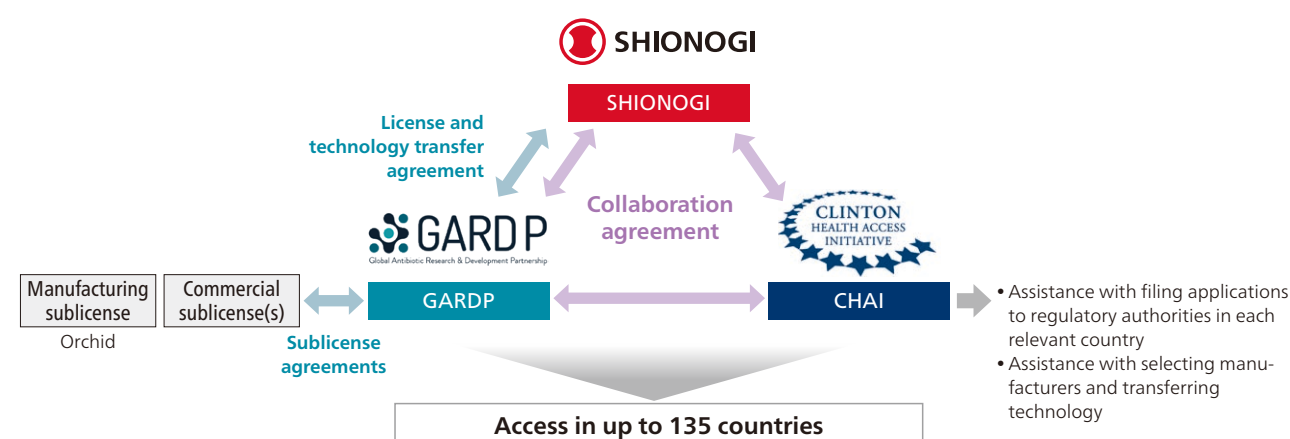 SHIONOGI
SHIONOGI
License and
technology transfer
agreement
Collaboration
agreement
GARDP
Global Antibiotic Research & Development Partnership
CLINTON
HEALTH ACCESS
INITIATIVE
Manufacturing
sublicense
Orchid
Commercial
sublicense(s)
Sublicense
agreements
GARDP
CHAI
• Assistance with filing applications
to regulatory authorities in each
relevant country
• Assistance with selecting manu-
facturers and transferring
technology
Access in up to 135 countries